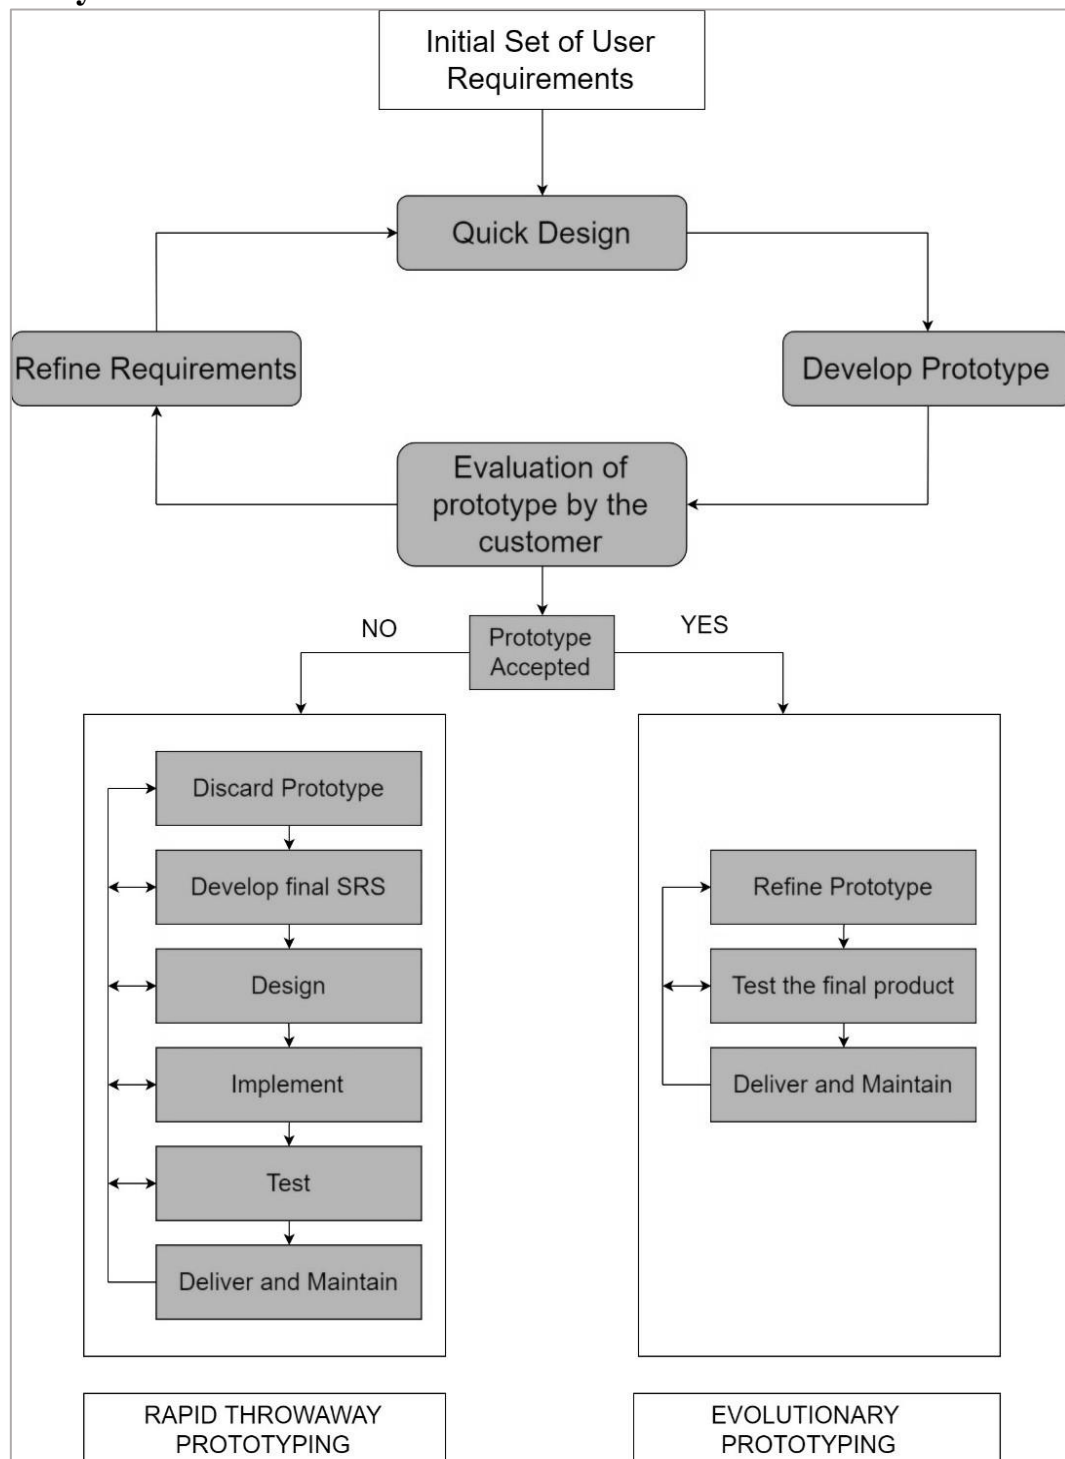 Initial Set of User
Requirements
Quick Design
Refine Requirements
Develop Prototype
Evaluation of
prototype by the
customer
NO
Prototype
Accepted
YES
Discard Prototype
Develop final SRS
Design
Implement
Test
Deliver and Maintain
Refine Prototype
Test the final product
Deliver and Maintain
RAPID THROWAWAY
PROTOTYPING
EVOLUTIONARY
PROTOTYPING